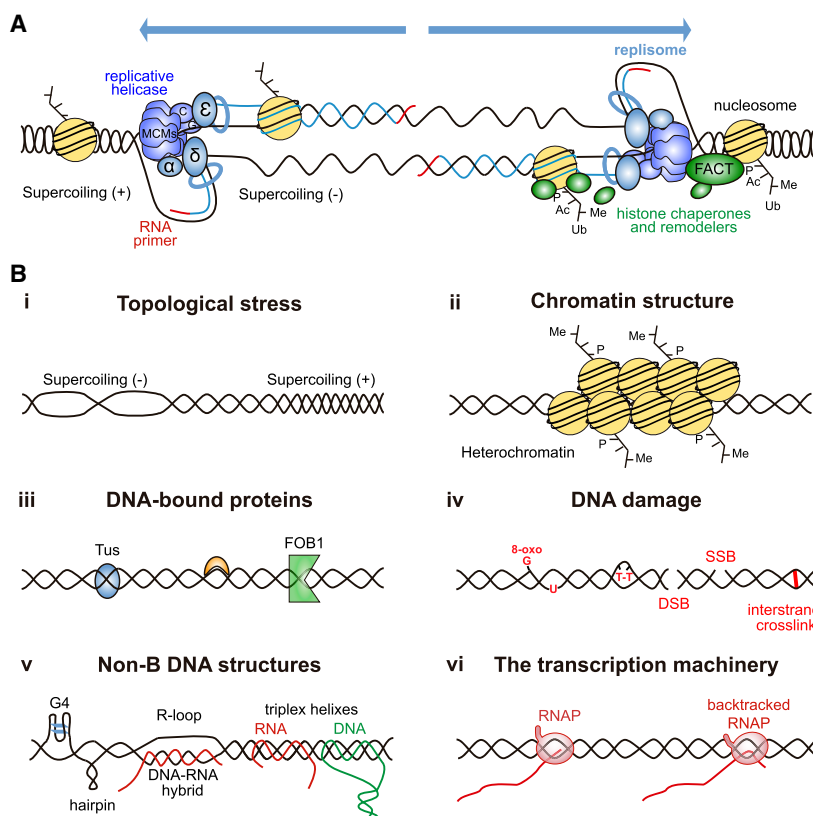 A
replisome
replicative
helicase
nucleosome
C
ε
G
MCMs
α
δ
FACT
Supercoiling (+)
Supercoiling (-)
P
Ac
Me
Ub
P
Ac
Me
Ub
RNA
primer
histone chaperones
and remodelers
B
i
Topological stress
Supercoiling (-)
Supercoiling (+)
ii
Chromatin structure
Me
P
Me
P
Heterochromatin
P
Me
P
Me
iii
DNA-bound proteins
Tus
FOB1
iv
DNA damage
8-oxo
G
U
T-T
SSB
DSB
interstrand
crosslink
v
Non-B DNA structures
G4
R-loop
triplex helixes
RNA
DNA
hairpin
DNA-RNA
hybrid
vi
The transcription machinery
RNAP
backtracked
RNAP